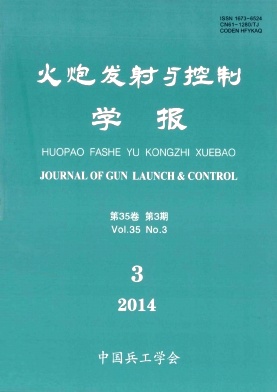 ISSN 1673-6524
CN61-1280/TJ
CODEN HFYKAQ
火炮发射与控制
学报
HUOPAO FASHE YU KONGZHI XUEBAO
JOURNAL OF GUN LAUNCH & CONTROL
第35卷 第3期
Vol.35 No.3
3
2014
中国兵工学会